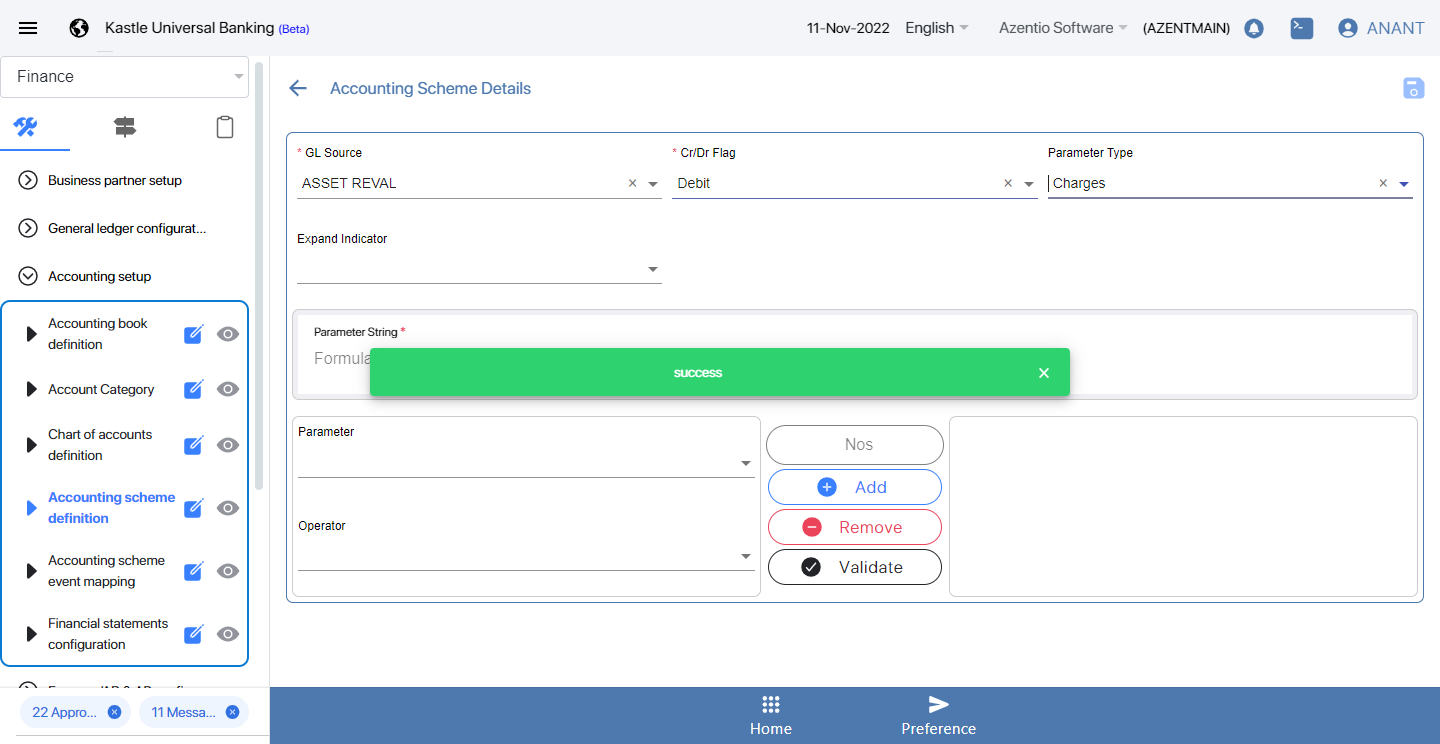 Kastle Universal Banking (Beta)
11-Nov-2022
English
Azentio Software
(AZENTMAIN)
ANANT
Finance
Business partner setup
General ledger configurat...
Accounting setup
Accounting book
definition
Account Category
Chart of accounts
definition
Accounting scheme
definition
Accounting scheme
event mapping
Financial statements
configuration
22 Appro...
11 Messa...
Accounting Scheme Details
* GL Source
ASSET REVAL
* Cr/Dr Flag
Debit
Parameter Type
Charges
Expand Indicator
Parameter String *
Formula
success
Parameter
Operator
Nos
Add
Remove
Validate
Home
Preference